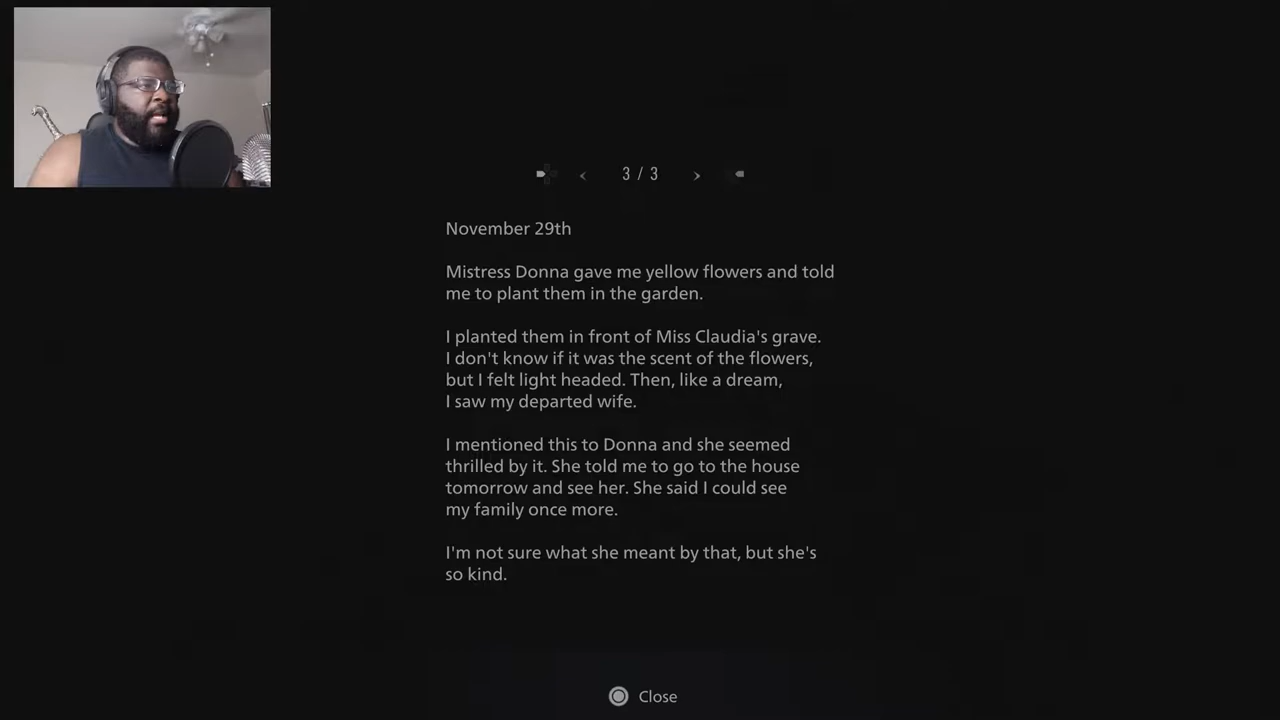 3 / 3
November 29th
Mistress Donna gave me yellow flowers and told
me to plant them in the garden.
I planted them in front of Miss Claudia's grave.
I don't know if it was the scent of the flowers,
but I felt light headed. Then, like a dream,
I saw my departed wife.
I mentioned this to Donna and she seemed
thrilled by it. She told me to go to the house
tomorrow and see her. She said I could see
my family once more.
I'm not sure what she meant by that, but she's
so kind.
Close